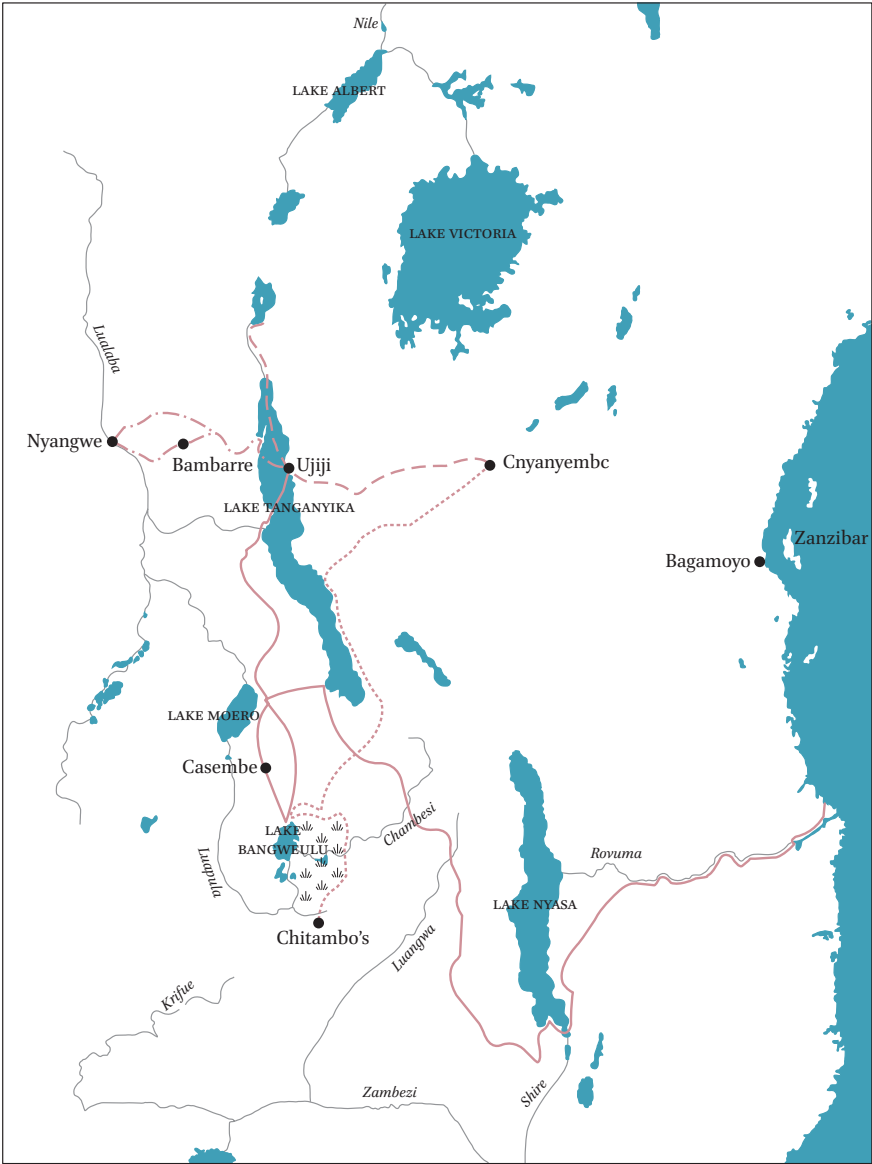 Nile
LAKE ALBERT
LAKE VICTORIA
Lualaba
Nyangwe
Bambarre
Ujiji
Cnyanyembc
LAKE TANGANYIKA
Zanzibar
Bagamoyo
LAKE MOERO
Casembe
LAKE
BANGWEULU
Chambesi
Luapula
Rovuma
LAKE NYASA
Chitambo's
Luangwa
Krifue
Zambezi
Shire